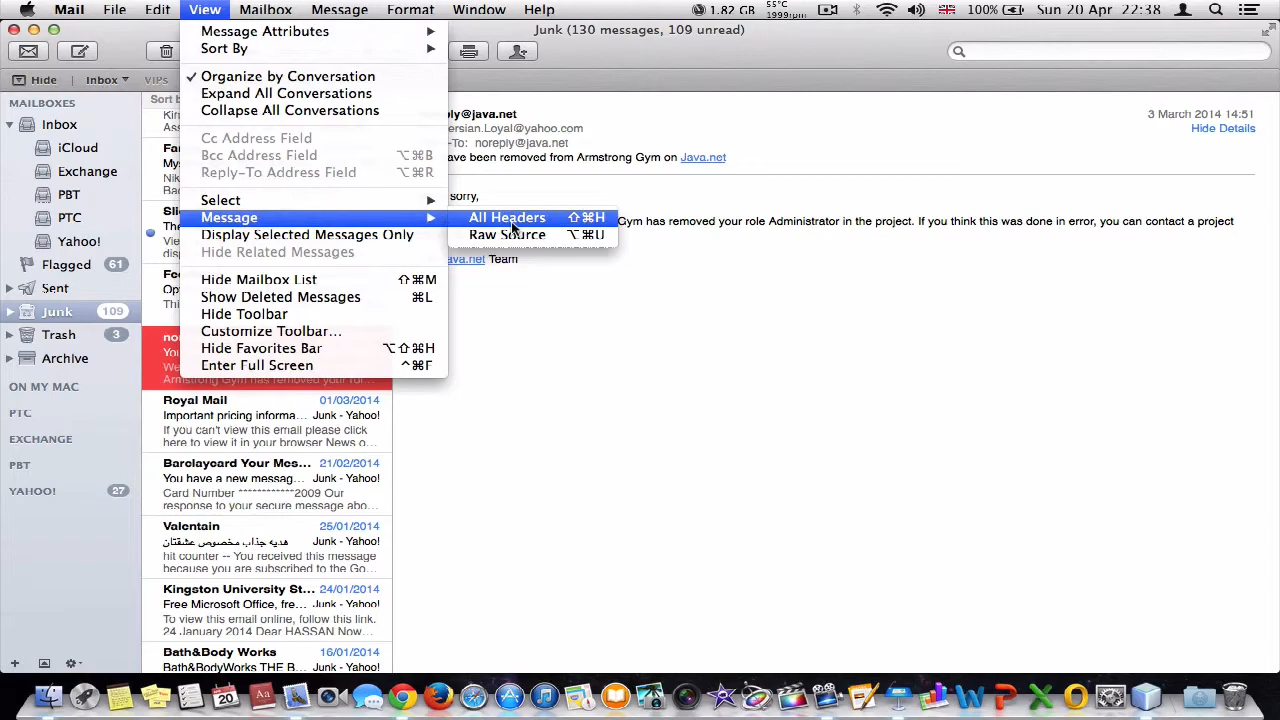 Mail File Edit View Mailbox Message Format Window Help 1.82 GB 55°C 1999rpm 100% Sun 20 Apr 22:38
Junk (130 messages, 109 unread)
Hide Inbox VIPs
MAILBOXES
Inbox
iCloud
Exchange
PBT
PTC
Yahoo!
Flagged 61
Sent
Junk 109
Trash 3
Archive
ON MY MAC
PTC
EXCHANGE
PBT
YAHOO! 27
Message Attributes
Sort By
✓ Organize by Conversation
Expand All Conversations
Collapse All Conversations
Cc Address Field
Bcc Address Field ⌥⌘B
Reply-To Address Field ⌥⌘R
Select
Message
Display Selected Messages Only
Hide Related Messages
Hide Mailbox List ⇧⌘M
Show Deleted Messages ⌘L
Hide Toolbar
Customize Toolbar...
Hide Favorites Bar ⌥⇧⌘H
Enter Full Screen ^⌘F
All Headers ⇧⌘H
Raw Source ⌥⌘U
Sort b
Armstrong Gym has removed your
Royal Mail 01/03/2014
Important pricing informa... Junk - Yahoo!
If you can't view this email please click
here to view it in your browser News o...
Barclaycard Your Mes... 21/02/2014
You have a new messag... Junk - Yahoo!
Card Number ************2009 Our
response to your secure message abo...
Valentain 25/01/2014
هدیه جذاب مخصوص عشقتان Junk - Yahoo!
hit counter -- You received this message
because you are subscribed to the Go...
Kingston University St... 24/01/2014
Free Microsoft Office, fre... Junk - Yahoo!
To view this email online, follow this link.
24 January 2014 Dear HASSAN Now...
Bath&Body Works 16/01/2014
Bath&BodyWorks THE B... Junk - Yahoo!
ply@java.net 3 March 2014 14:51
ersian.Loyal@yahoo.com Hide Details
-To: noreply@java.net
ave been removed from Armstrong Gym on Java.net
sorry,
Gym has removed your role Administrator in the project. If you think this was done in error, you can contact a project
ava.net Team